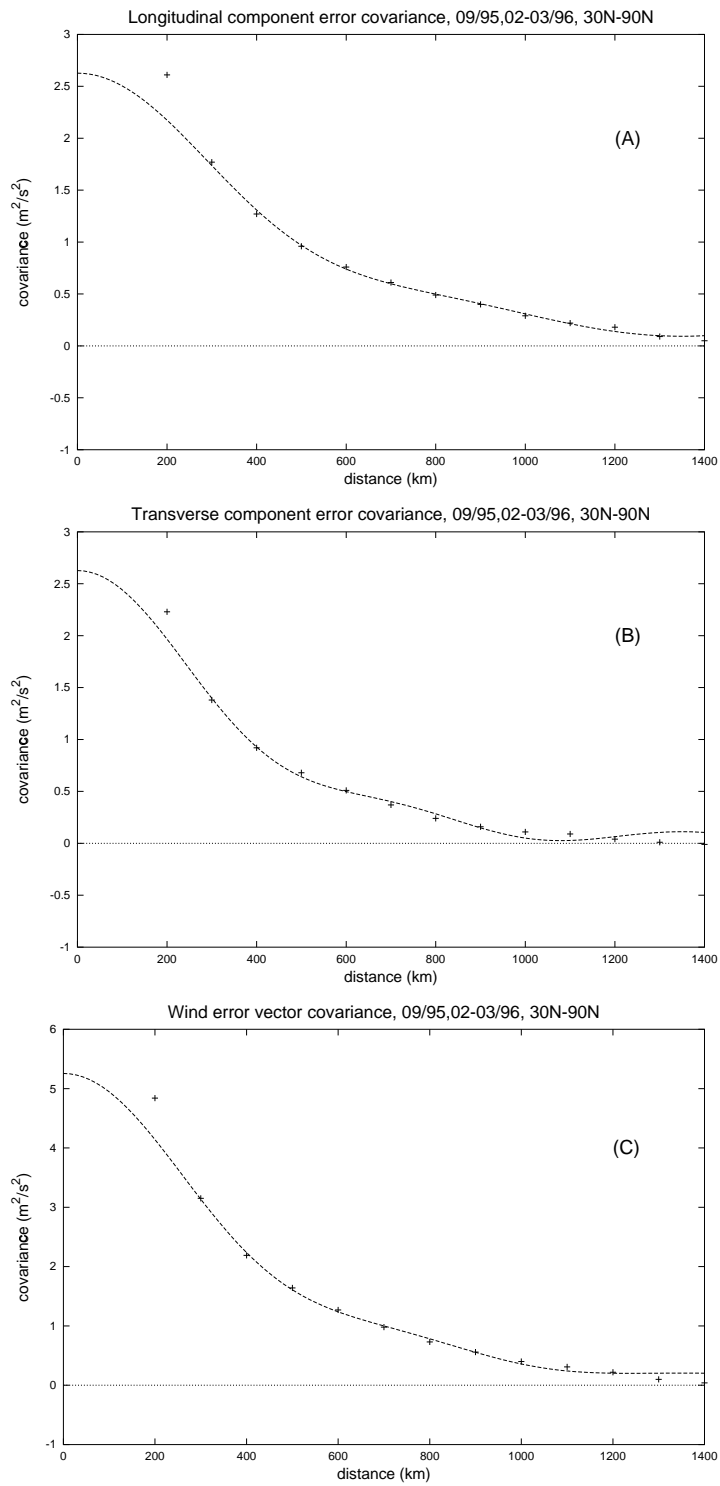 Longitudinal component error covariance, 09/95,02-03/96, 30N-90N
3
2.5
2
1.5
1
0.5
0
-0.5
-1
covariance (m²/s²)
(A)
0 200 400 600 800 1000 1200 1400
distance (km)
Transverse component error covariance, 09/95,02-03/96, 30N-90N
3
2.5
2
1.5
1
0.5
0
-0.5
-1
covariance (m²/s²)
(B)
0 200 400 600 800 1000 1200 1400
distance (km)
Wind error vector covariance, 09/95,02-03/96, 30N-90N
6
5
4
3
2
1
0
-1
covariance (m²/s²)
(C)
0 200 400 600 800 1000 1200 1400
distance (km)